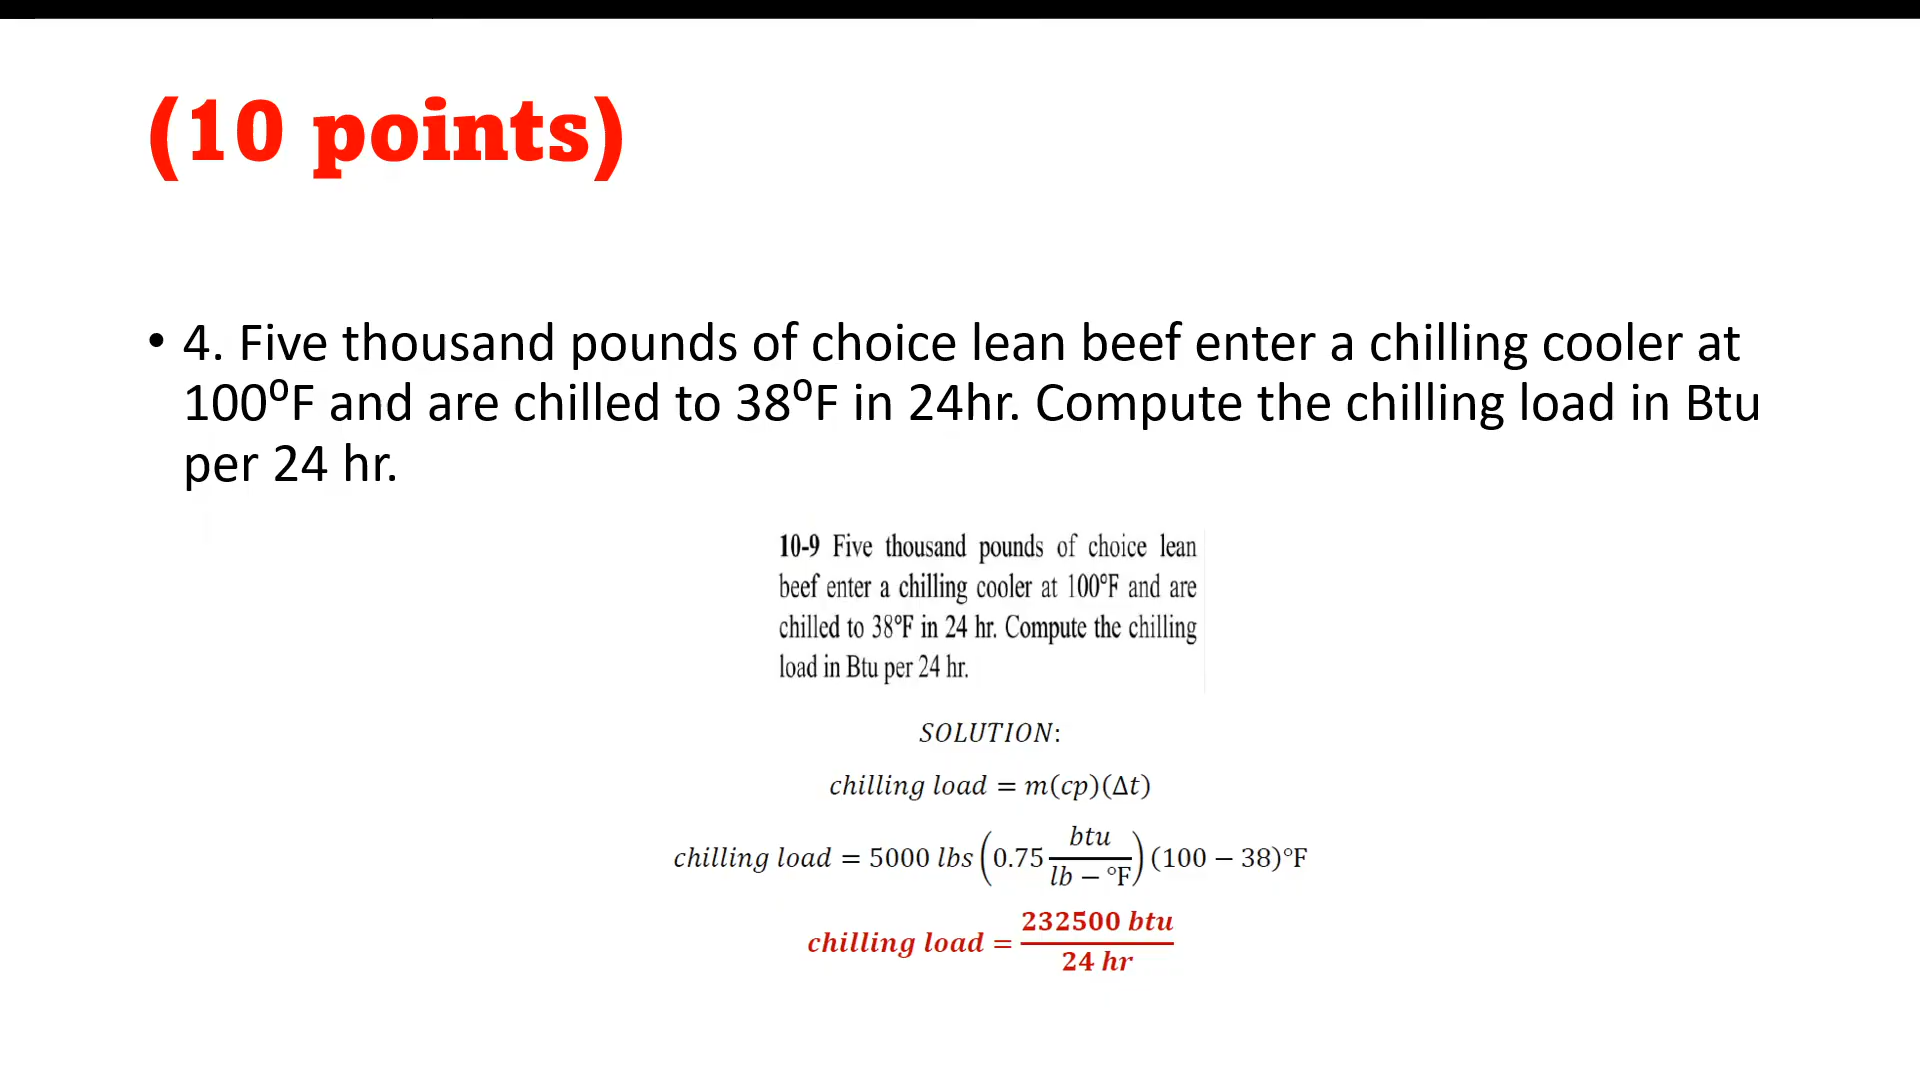 (10 points)
• 4. Five thousand pounds of choice lean beef enter a chilling cooler at
100⁰F and are chilled to 38⁰F in 24hr. Compute the chilling load in Btu
per 24 hr.
10-9 Five thousand pounds of choice lean
beef enter a chilling cooler at 100°F and are
chilled to 38°F in 24 hr. Compute the chilling
load in Btu per 24 hr.
SOLUTION:
chilling load = m(cp)(Δt)
chilling load = 5000 lbs (0.75 btu/lb − °F) (100 − 38)°F
chilling load = 232500 btu/24 hr